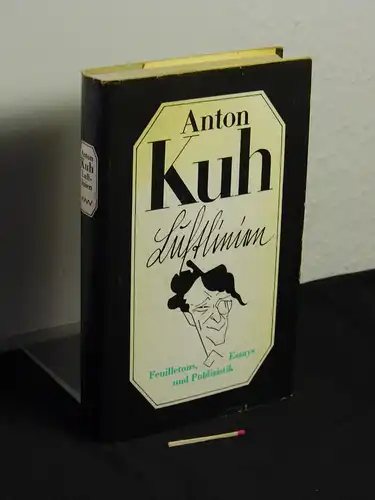 Anton
Kuh
Luftlinien
Feuilletons, Essays
und Publizistik
Anton
Kuh
Luft-
linien